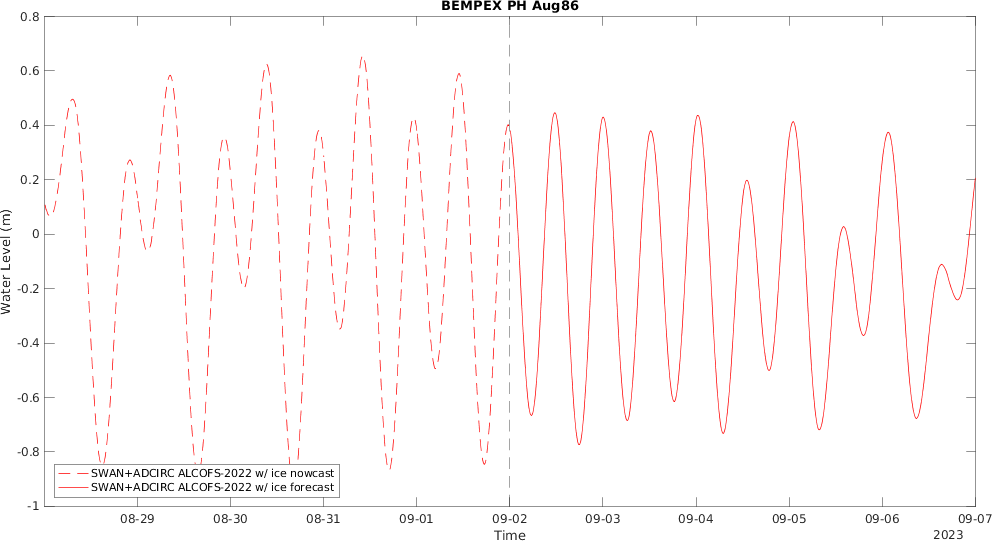 BEMPEX PH Aug86
0.8
0.6
0.4
0.2
0
-0.2
-0.4
-0.6
-0.8
-1
Water Level (m)
SWAN+ADCIRC ALCOFS-2022 w/ ice nowcast
SWAN+ADCIRC ALCOFS-2022 w/ ice forecast
08-29 08-30 08-31 09-01 09-02 09-03 09-04 09-05 09-06 09-07
Time
2023